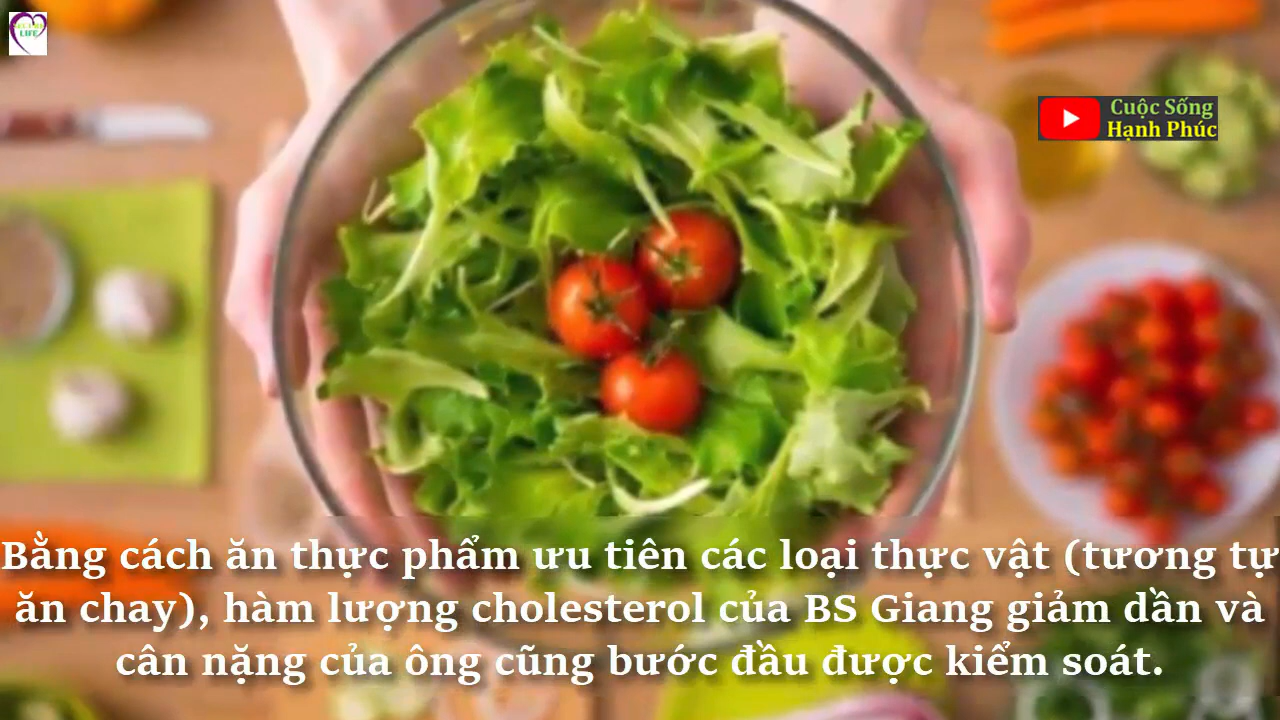 LIFE
Cuộc Sống
Hạnh Phúc
Bằng cách ăn thực phẩm ưu tiên các loại thực vật (tương tự
ăn chay), hàm lượng cholesterol của BS Giang giảm dần và
cân nặng của ông cũng bước đầu được kiểm soát.